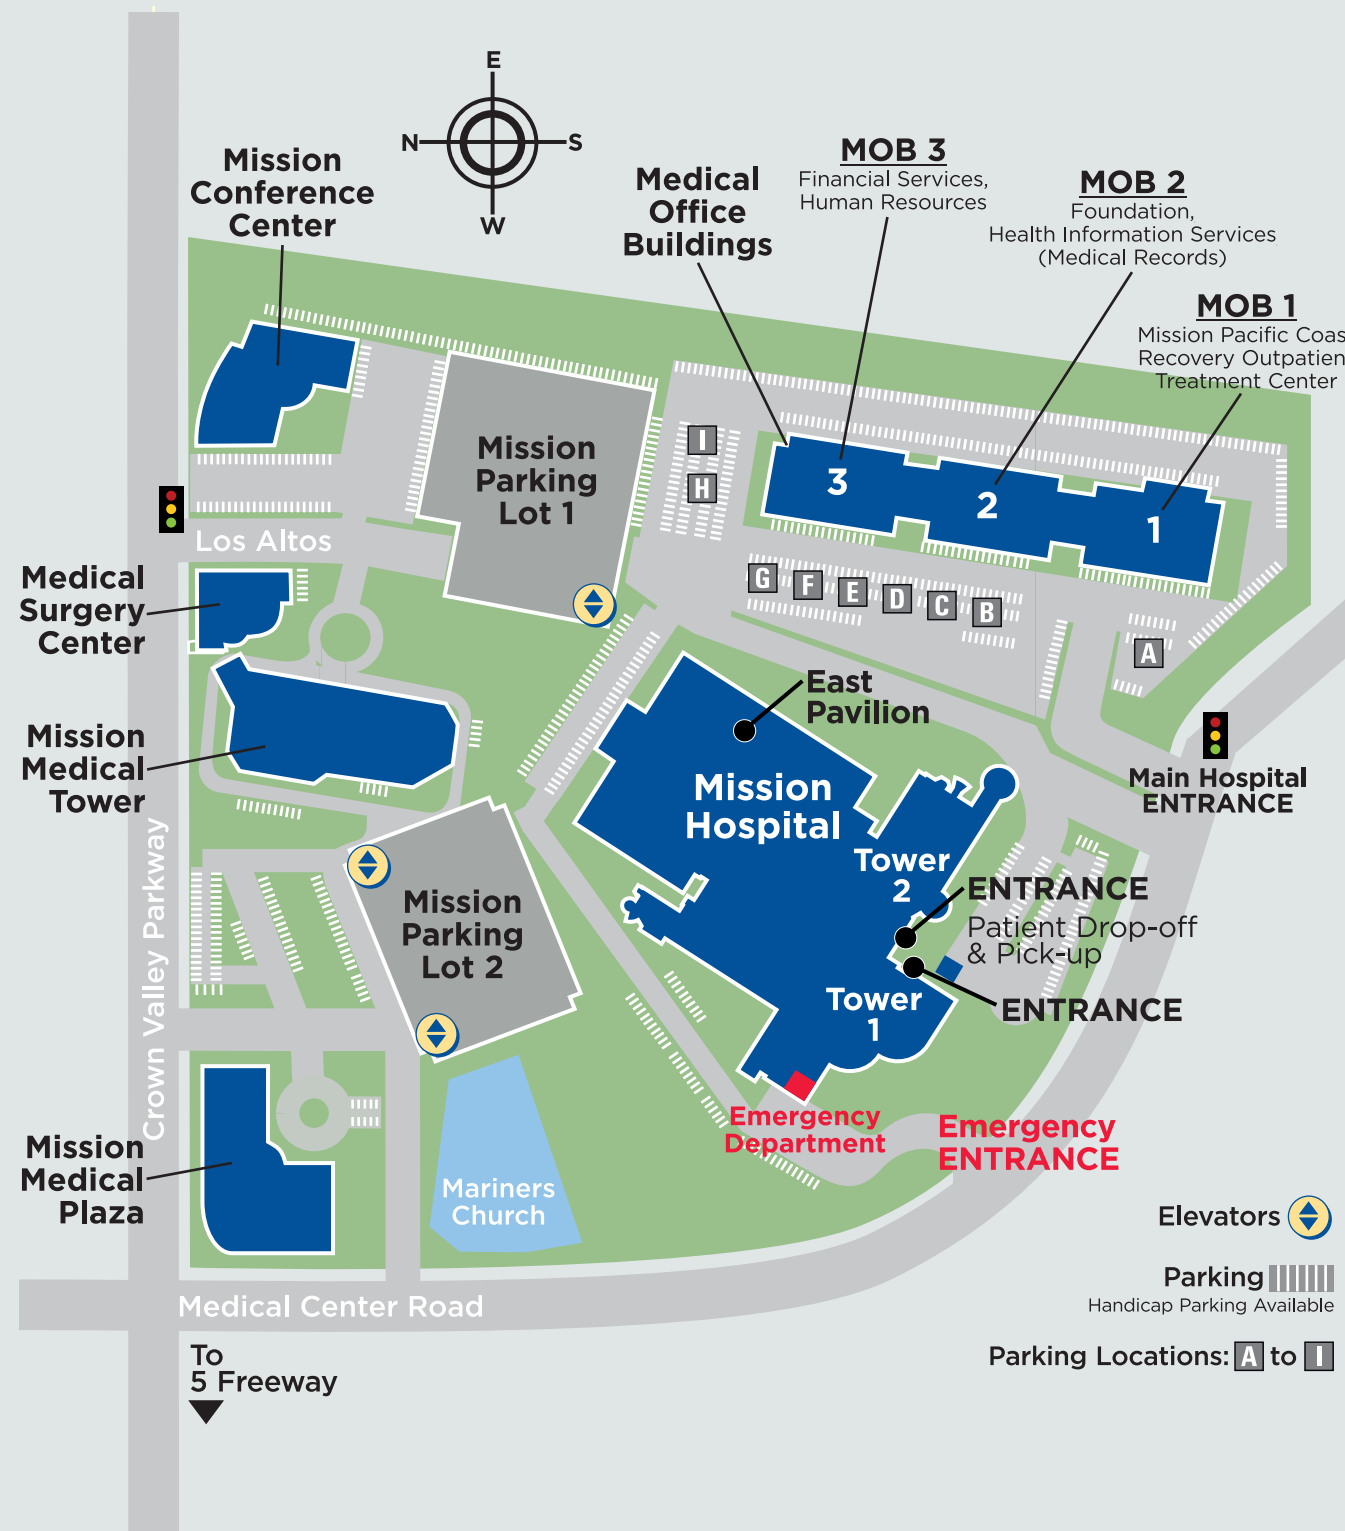 E
N
S
W
Mission
Conference
Center
Medical
Office
Buildings
MOB 3
Financial Services,
Human Resources
MOB 2
Foundation,
Health Information Services
(Medical Records)
MOB 1
Mission Pacific Coas
Recovery Outpatien
Treatment Center
Mission
Parking
Lot 1
I
H
3
2
1
Los Altos
G
F
E
D
C
B
A
Medical
Surgery
Center
East
Pavilion
Mission
Medical
Tower
Mission
Hospital
Main Hospital
ENTRANCE
Tower
2
ENTRANCE
Patient Drop-off
& Pick-up
Mission
Parking
Lot 2
Tower
1
ENTRANCE
Crown Valley Parkway
Emergency
Department
Emergency
ENTRANCE
Mission
Medical
Plaza
Mariners
Church
Elevators
Parking
Handicap Parking Available
Medical Center Road
Parking Locations: A to I
To
5 Freeway